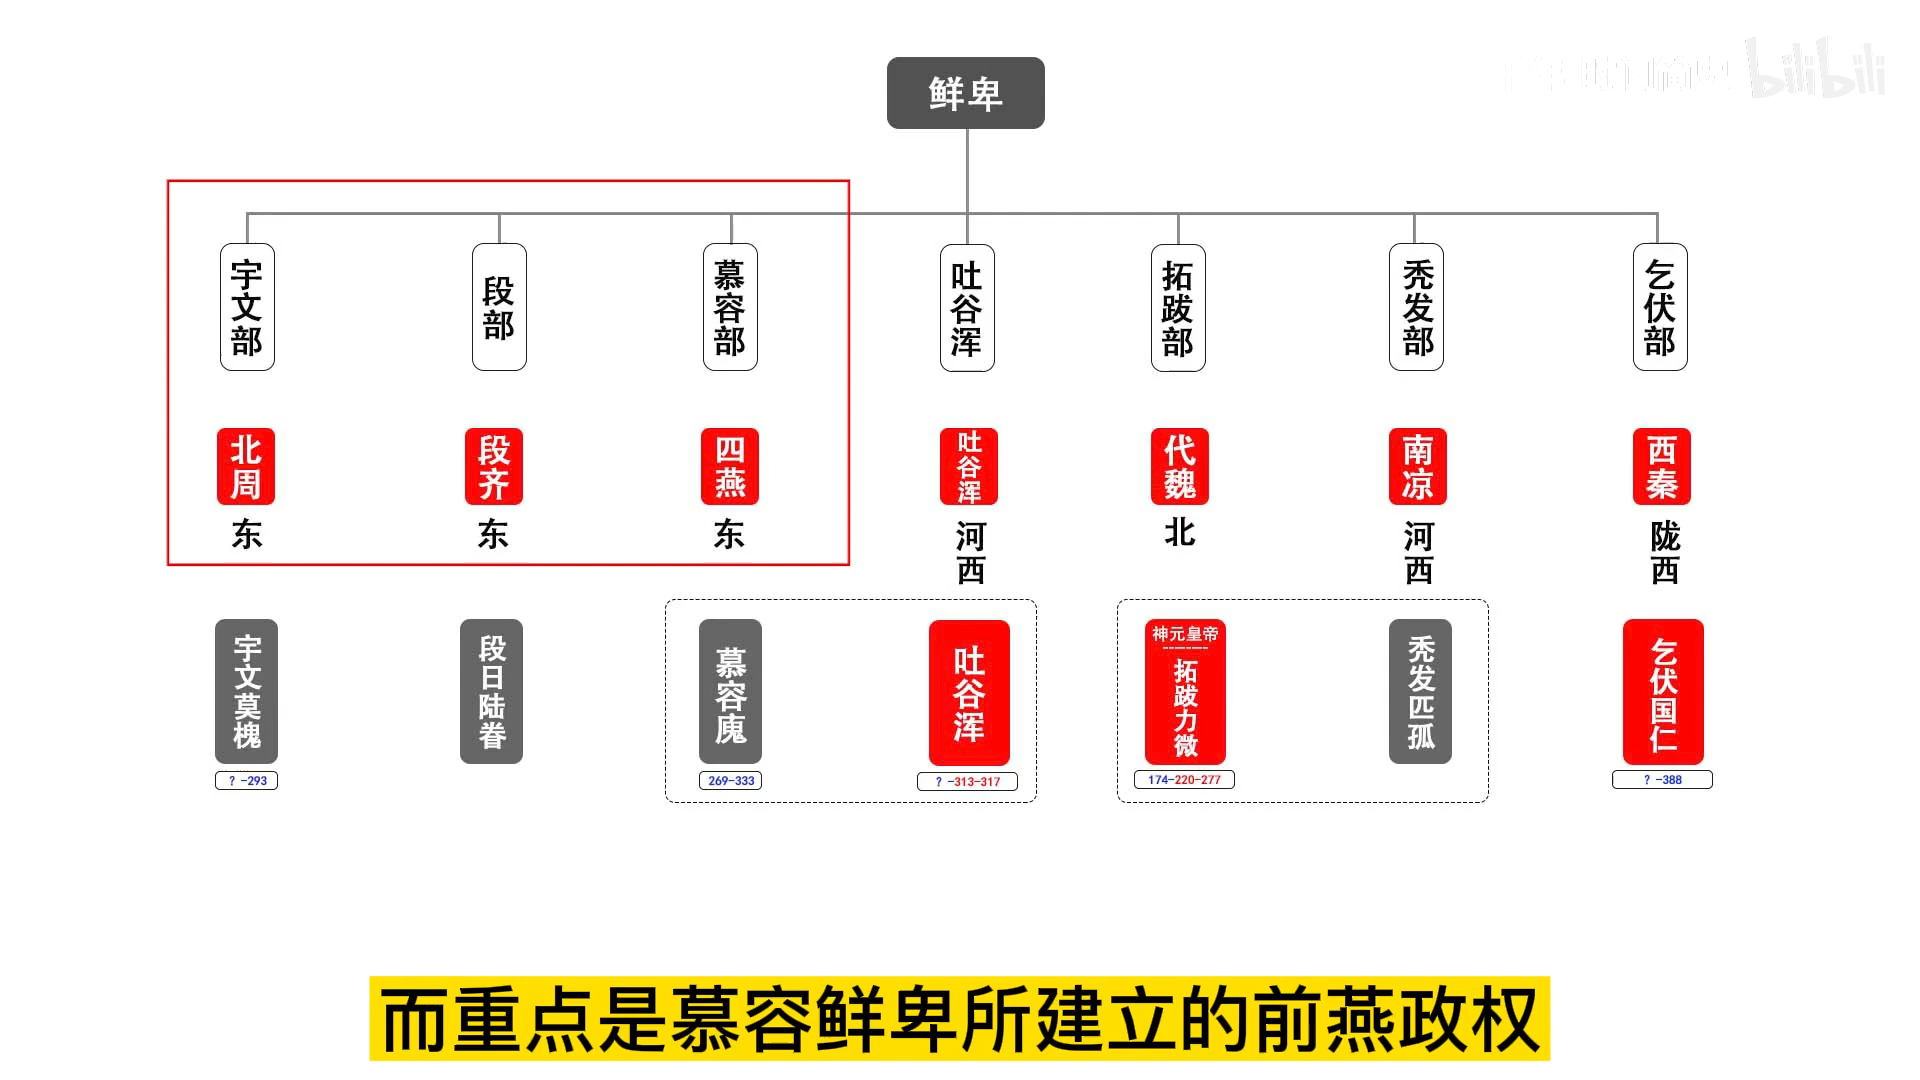 鲜卑
bilibili
宇文部
段部
慕容部
吐谷浑
拓跋部
秃发部
乞伏部
北周
段齐
四燕
吐谷浑
代魏
南凉
西秦
东
东
东
河西
北
河西
陇西
宇文莫槐
段日陆眷
慕容廆
吐谷浑
神元皇帝
拓跋力微
秃发匹孤
乞伏国仁
? -293
269-333
? -313-317
174-220-277
? -388
而重点是慕容鲜卑所建立的前燕政权